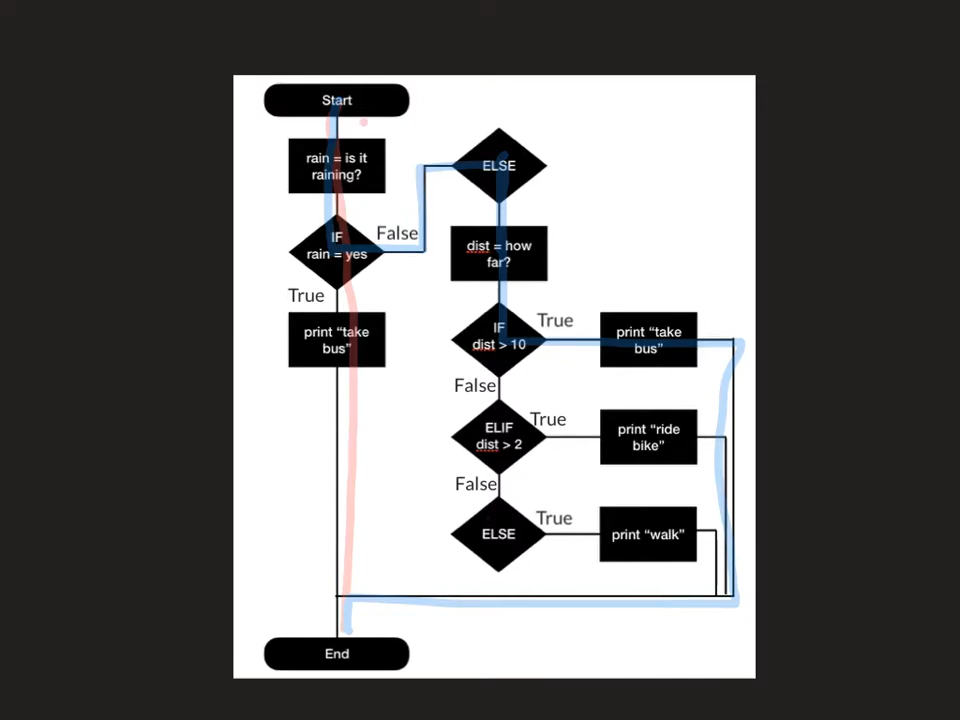 Start
rain = is it
raining?
IF
rain = yes
False
True
print “take
bus”
ELSE
dist = how
far?
IF
dist > 10
True
print “take
bus”
False
ELIF
dist > 2
True
print “ride
bike”
False
ELSE
True
print “walk”
End